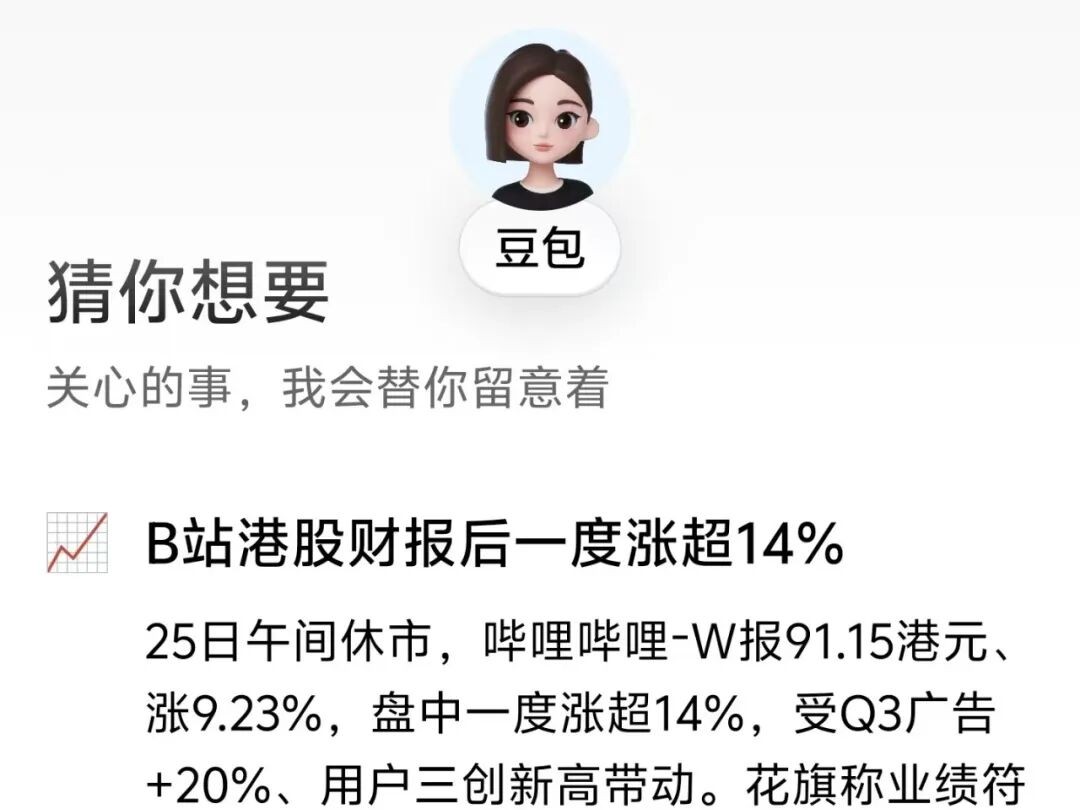 豆包
猜你想要
关心的事，我会替你留意着
B站港股财报后一度涨超14%
25日午间休市，哔哩哔哩-W报91.15港元、
涨9.23%，盘中一度涨超14%，受Q3广告
+20%、用户三创新高带动。花旗称业绩符